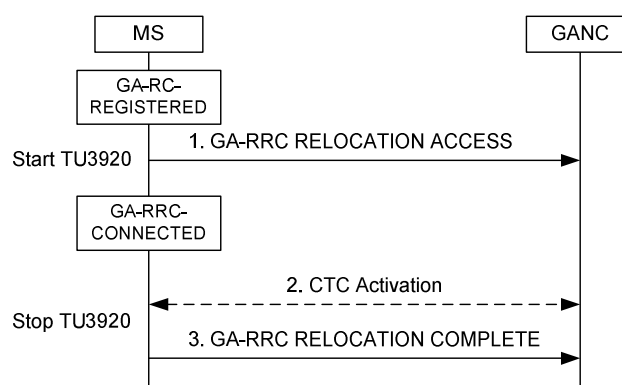 MS
GANC
GA-RC-
REGISTERED
1. GA-RRC RELOCATION ACCESS
Start TU3920
GA-RRC-
CONNECTED
2. CTC Activation
Stop TU3920
3. GA-RRC RELOCATION COMPLETE